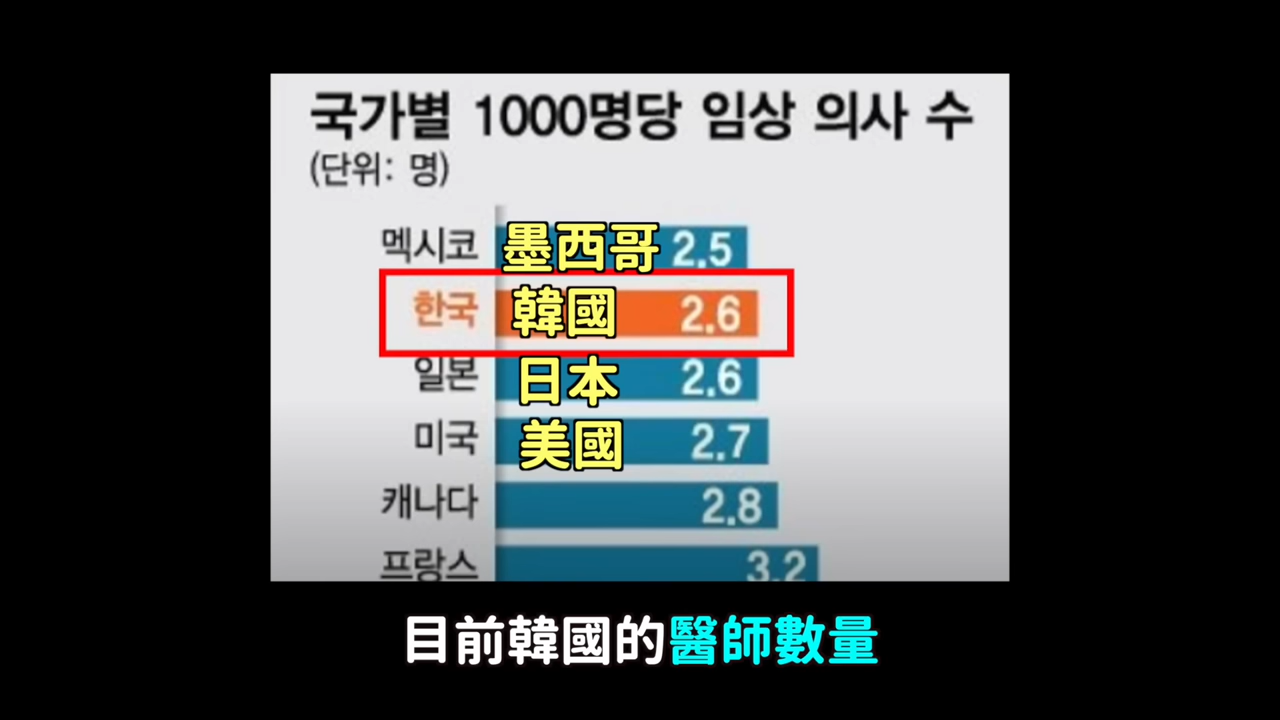 국가별 1000명당 임상 의사 수
(단위: 명)
멕시코 墨西哥 2.5
한국 韓國 2.6
일본 日本 2.6
미국 美國 2.7
캐나다 2.8
프랑스 3.2
目前韓國的醫師數量